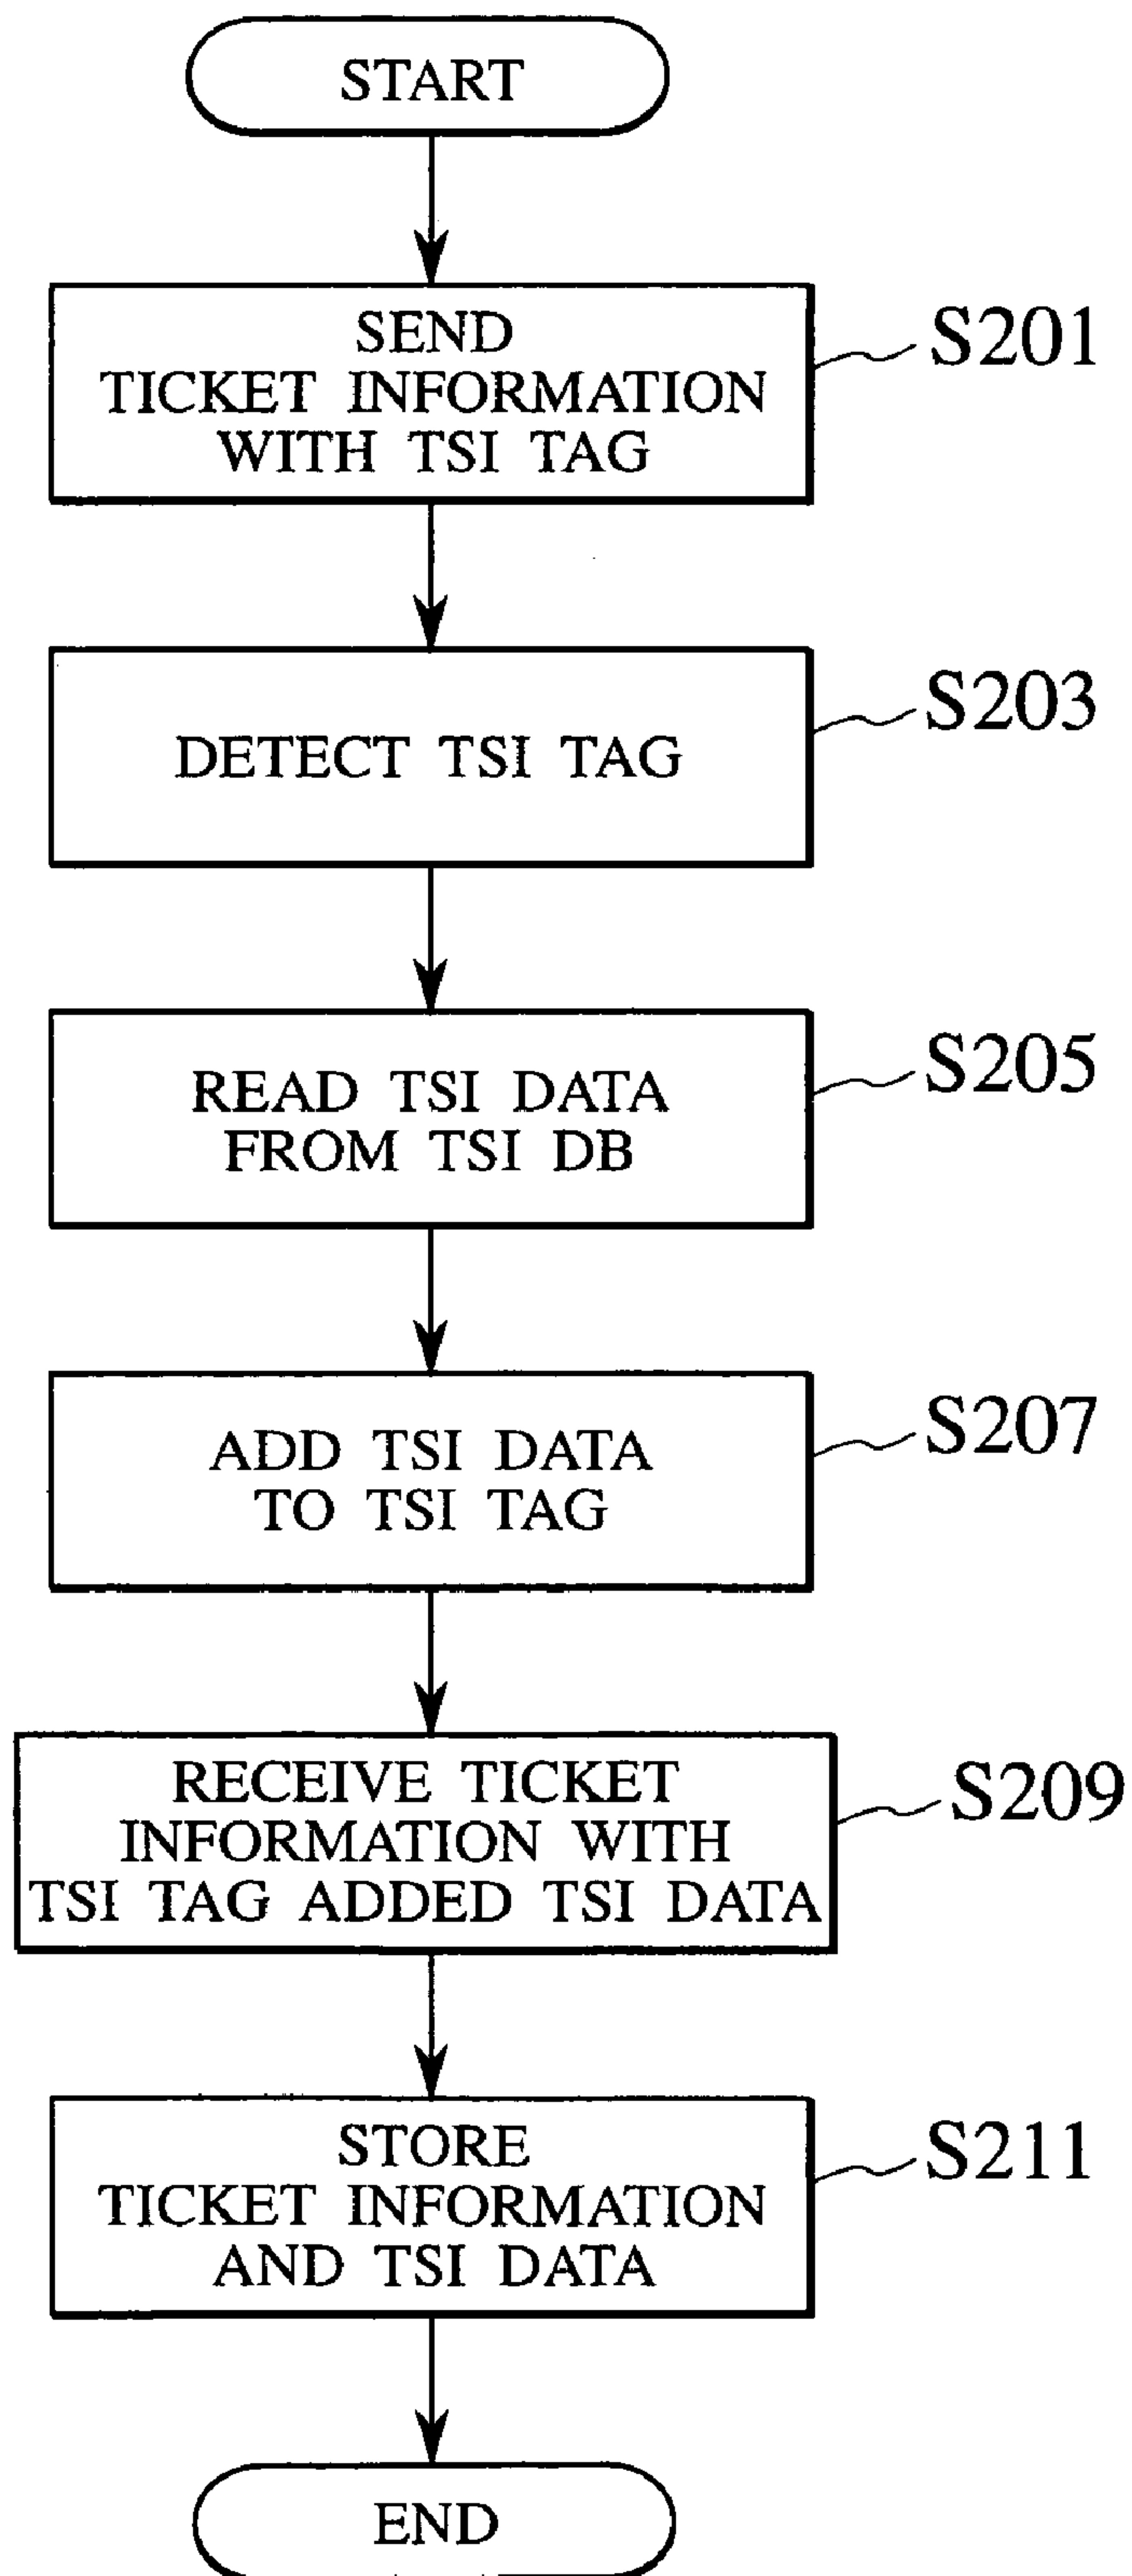 START
SEND
TICKET INFORMATION
WITH TSI TAG
S201
DETECT TSI TAG
S203
READ TSI DATA
FROM TSI DB
S205
ADD TSI DATA
TO TSI TAG
S207
RECEIVE TICKET
INFORMATION WITH
TSI TAG ADDED TSI DATA
S209
STORE
TICKET INFORMATION
AND TSI DATA
S211
END